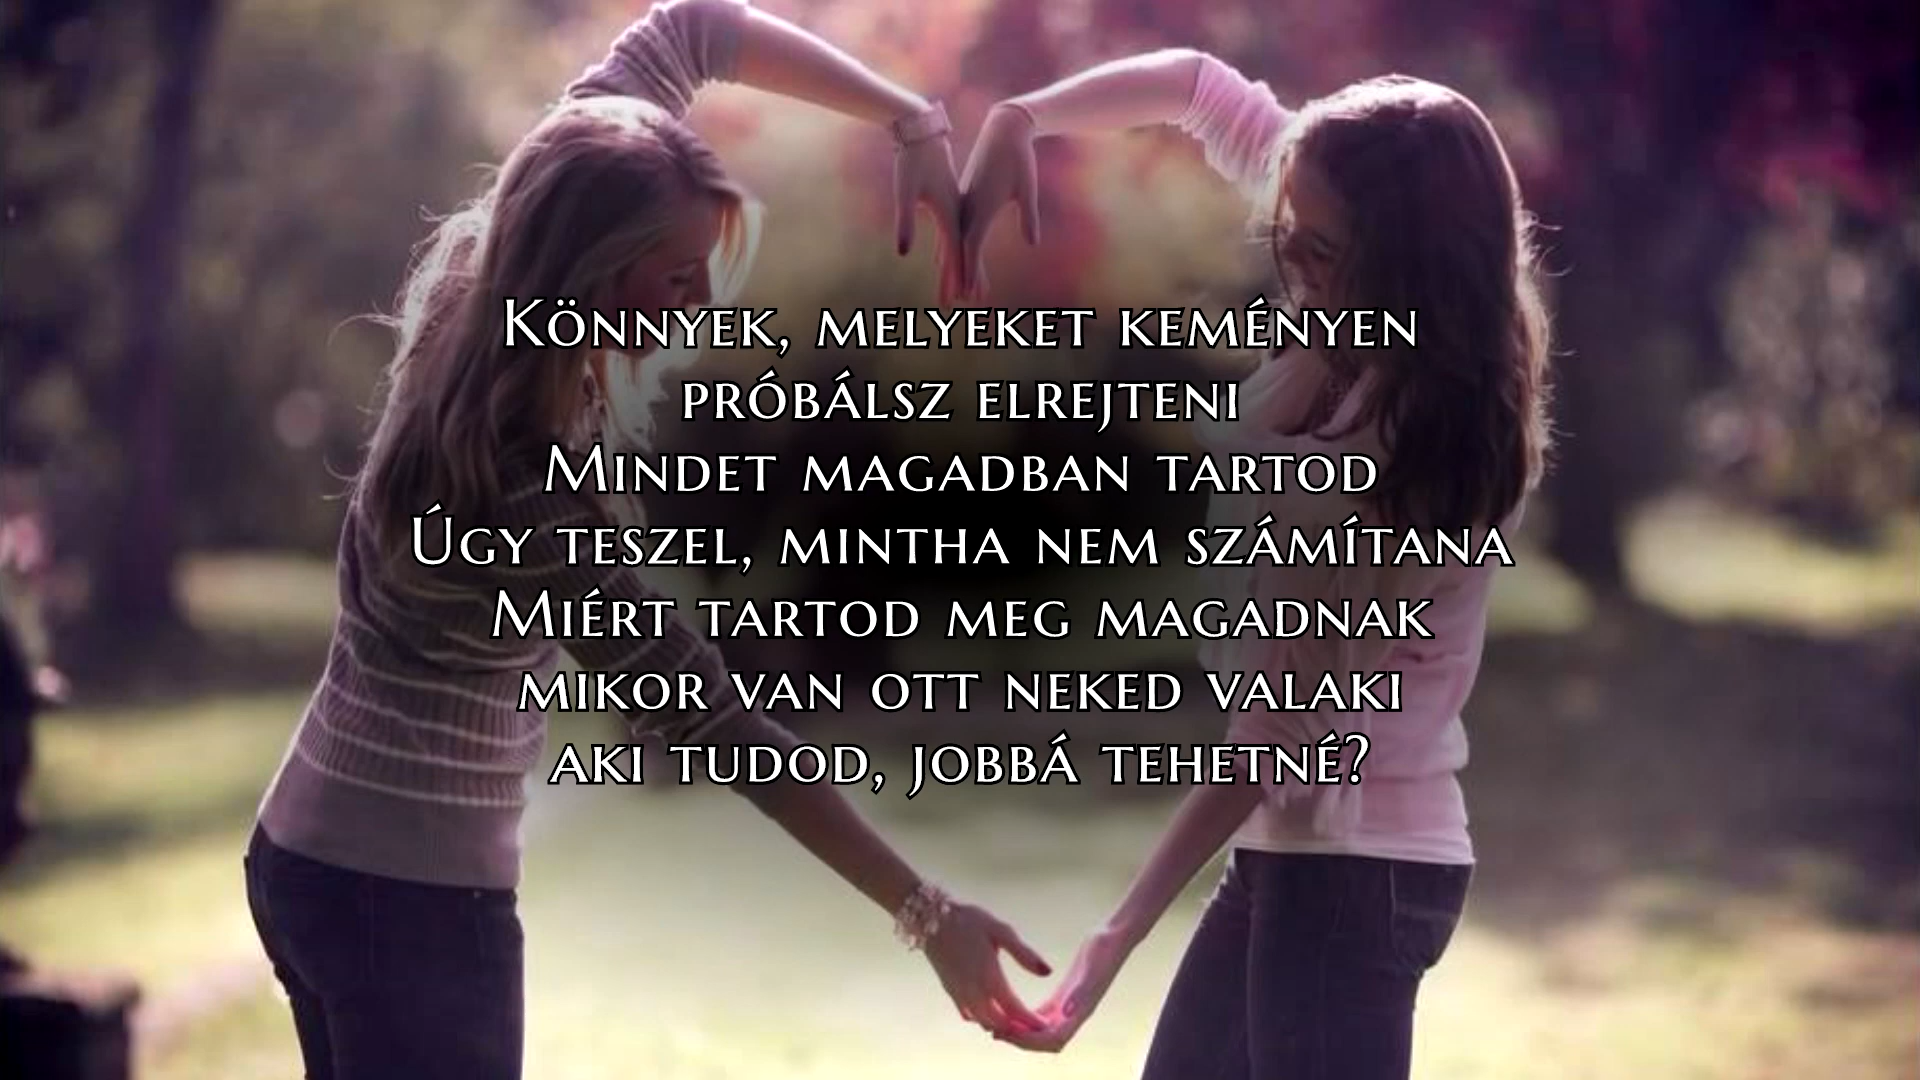 Könnyek, melyeket keményen
próbálsz elrejteni
Mindet magadban tartod
Úgy teszel, mintha nem számítana
Miért tartod meg magadnak
mikor van ott neked valaki
aki tudod, jobbá tehetné?